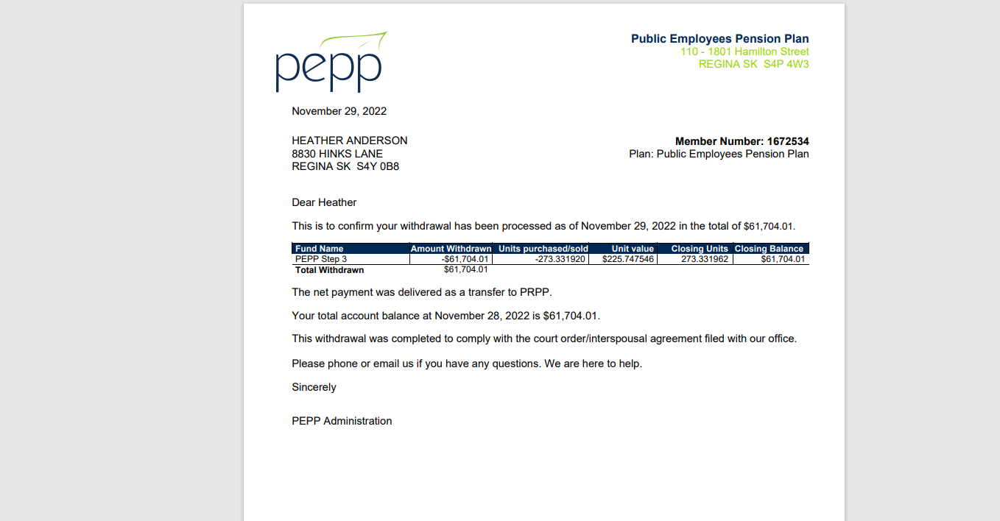 pepp
Public Employees Pension Plan
110 - 1801 Hamilton Street
REGINA SK  S4P 4W3
November 29, 2022
HEATHER ANDERSON
8830 HINKS LANE
REGINA SK  S4Y 0B8
Member Number: 1672534
Plan: Public Employees Pension Plan
Dear Heather
This is to confirm your withdrawal has been processed as of November 29, 2022 in the total of $61,704.01.
Fund Name Amount Withdrawn Units purchased/sold Unit value Closing Units Closing Balance
PEPP Step 3 -$61,704.01 -273.331920 $225.747546 273.331962 $61,704.01
Total Withdrawn $61,704.01
The net payment was delivered as a transfer to PRPP.
Your total account balance at November 28, 2022 is $61,704.01.
This withdrawal was completed to comply with the court order/interspousal agreement filed with our office.
Please phone or email us if you have any questions. We are here to help.
Sincerely
PEPP Administration